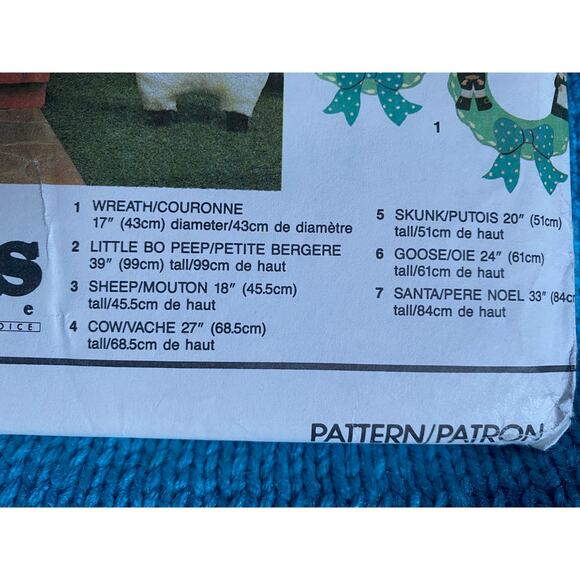 1
1 WREATH/COURONNE
17" (43cm) diameter/43cm de diamètre
2 LITTLE BO PEEP/PETITE BERGERE
39" (99cm) tall/99cm de haut
3 SHEEP/MOUTON 18" (45.5cm)
tall/45.5cm de haut
4 COW/VACHE 27" (68.5cm)
tall/68.5cm de haut
5 SKUNK/PUTOIS 20" (51cm)
tall/51cm de haut
6 GOOSE/OIE 24" (61cm)
tall/61cm de haut
7 SANTA/PERE NOEL 33" (84c
tall/84cm de haut
s
e
OICE
PATTERN/PATRON